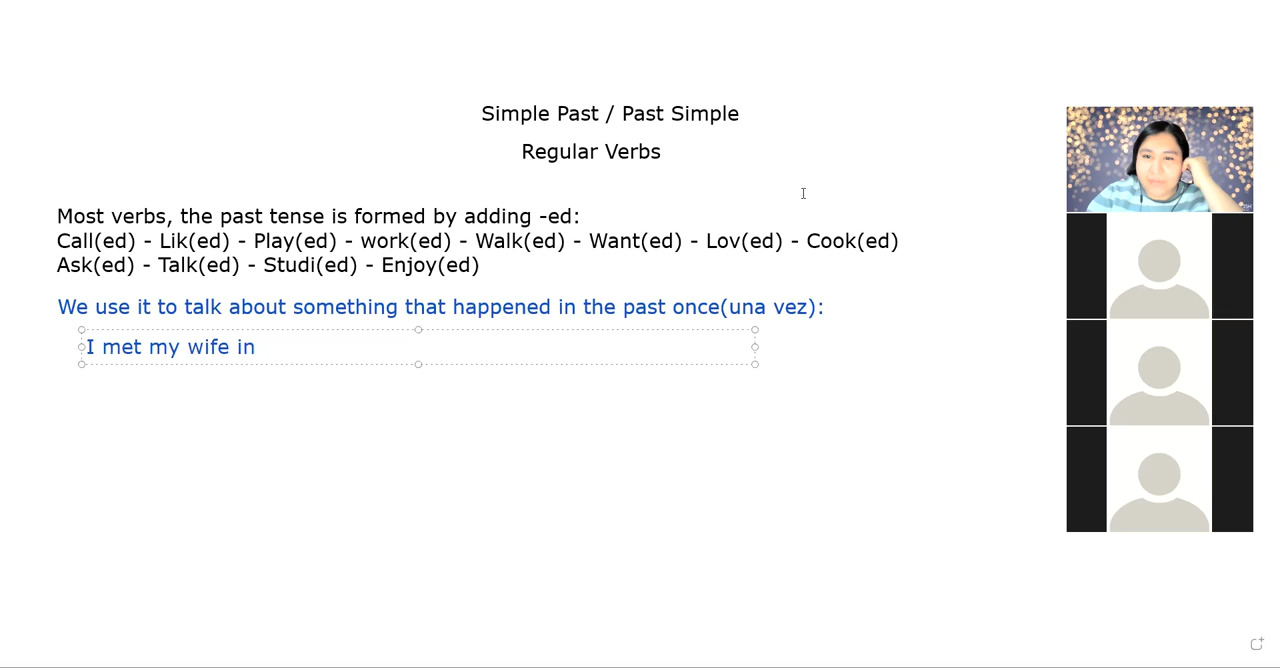 Simple Past / Past Simple
Regular Verbs
Most verbs, the past tense is formed by adding -ed:
Call(ed) - Lik(ed) - Play(ed) - work(ed) - Walk(ed) - Want(ed) - Lov(ed) - Cook(ed)
Ask(ed) - Talk(ed) - Studi(ed) - Enjoy(ed)
We use it to talk about something that happened in the past once(una vez):
I met my wife in